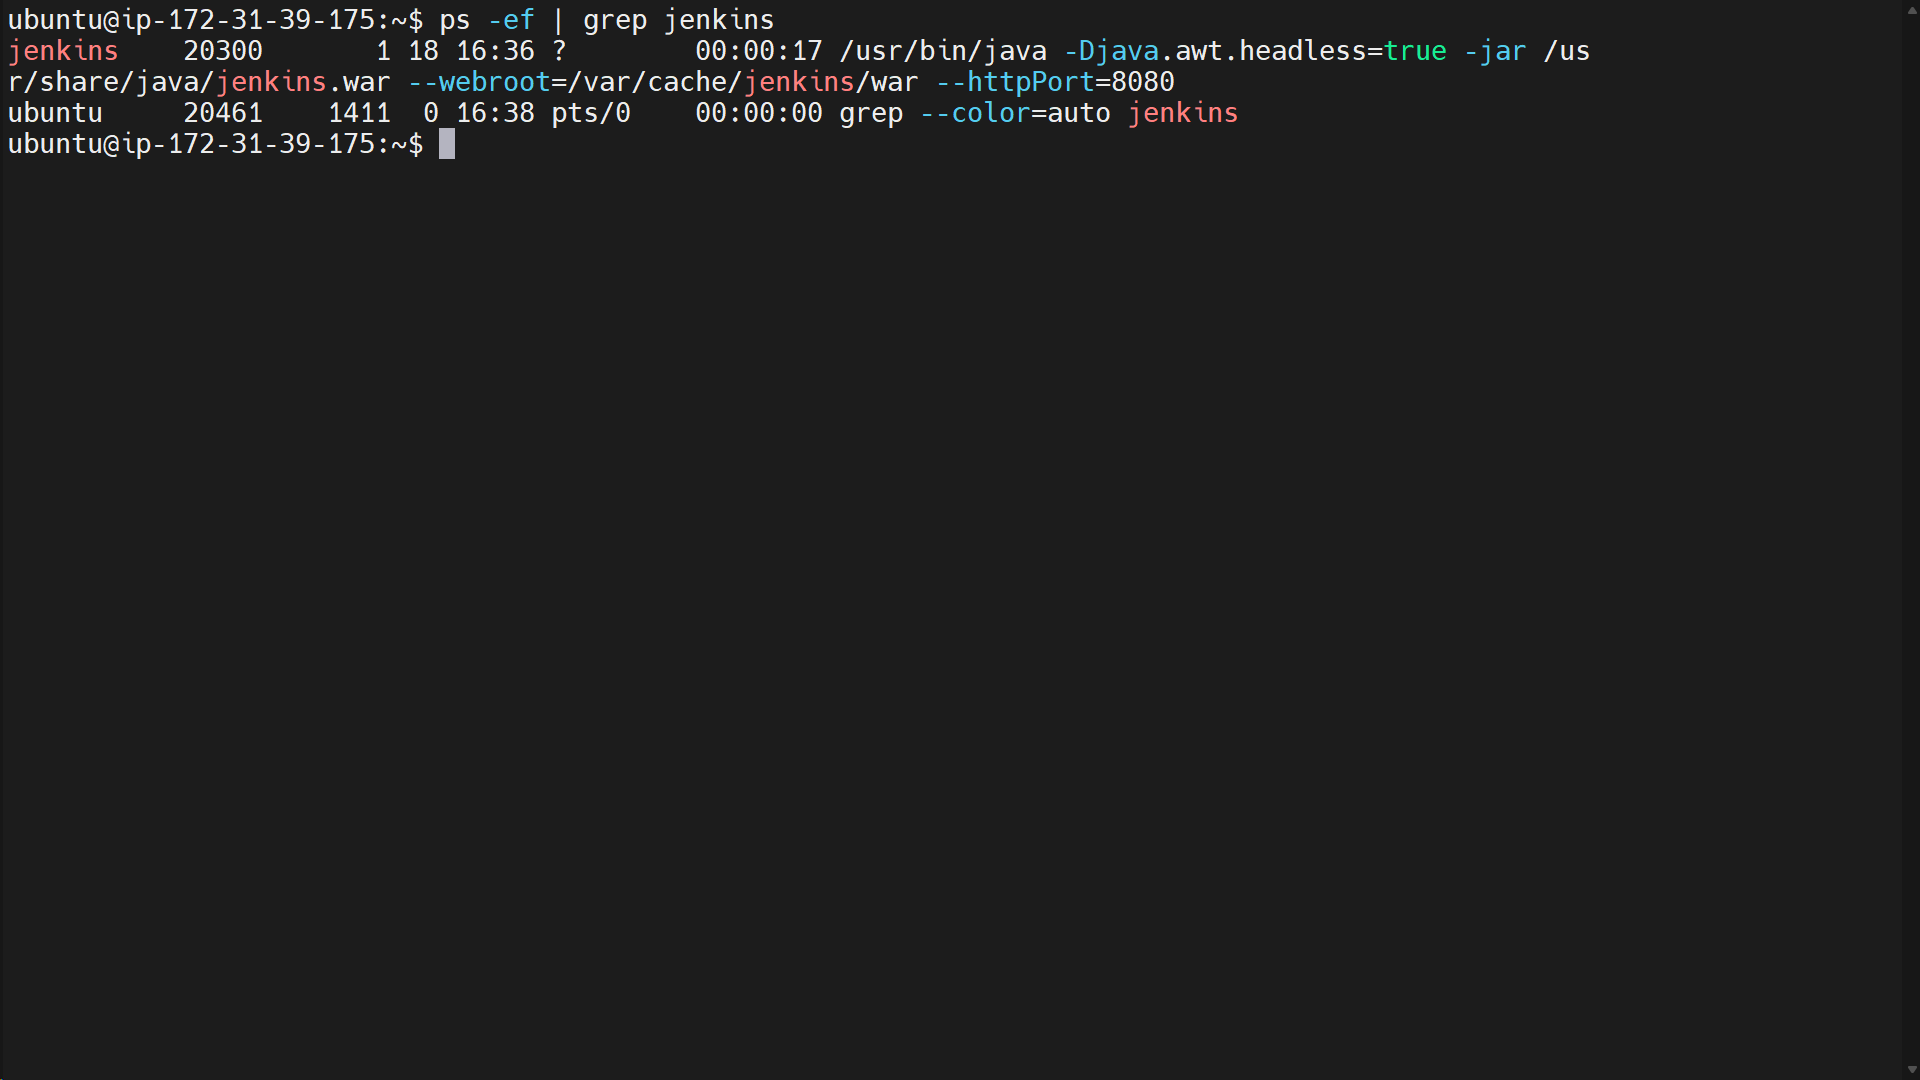 ubuntu@ip-172-31-39-175:~$ ps -ef | grep jenkins
jenkins    20300       1 18 16:36 ?        00:00:17 /usr/bin/java -Djava.awt.headless=true -jar /us
r/share/java/jenkins.war --webroot=/var/cache/jenkins/war --httpPort=8080
ubuntu     20461    1411  0 16:38 pts/0    00:00:00 grep --color=auto jenkins
ubuntu@ip-172-31-39-175:~$